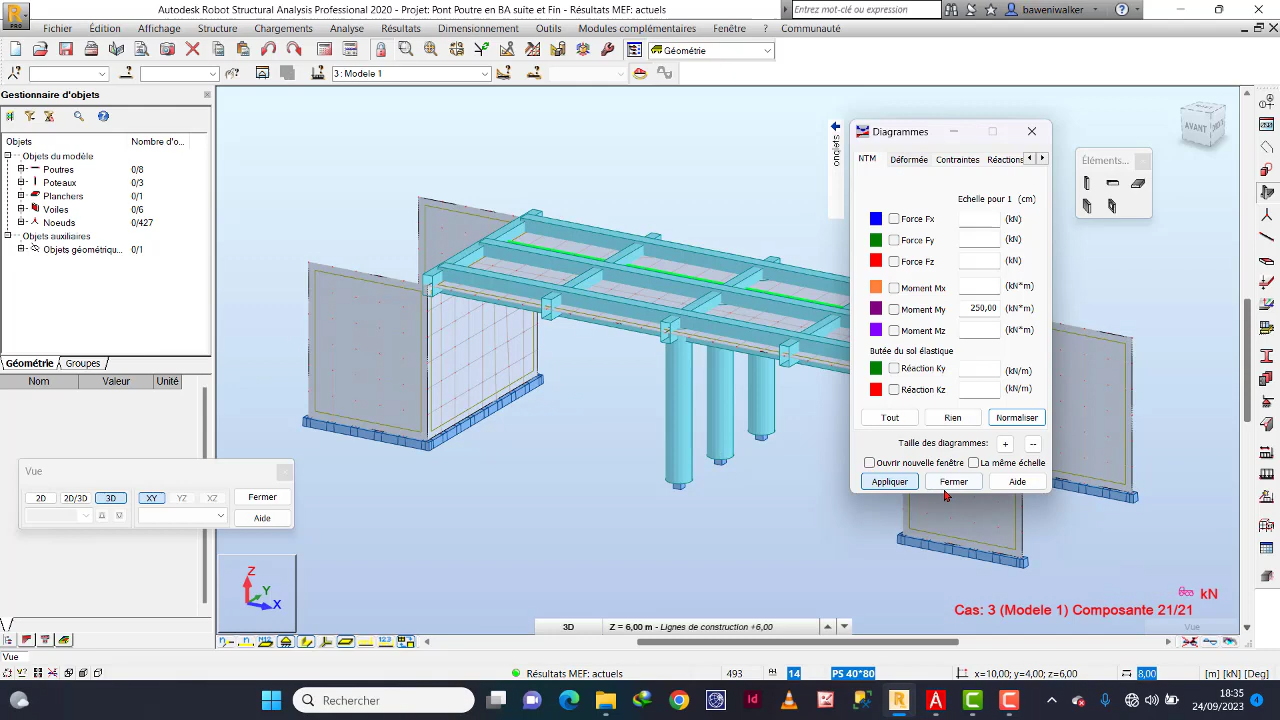 Autodesk Robot Structural Analysis Professional 2020 - Projet: Pont Poutre en BA suite et Fin - Résultats MEF: actuels
Entrez mot-clé ou expression
baweniwalker
PRO
Fichier Édition Affichage Structure Chargements Analyse Résultats Dimensionnement Outils Modules complémentaires Fenêtre Communauté
Géométrie
3: Modele 1
Gestionnaire d'objets
Objets Nombre d'o...
Objets du modèle
Poutres 0/8
Poteaux 0/3
Planchers 0/2
Voiles 0/6
Noeuds 0/427
Objets auxiliaires
Objets géométriqu... 0/1
Géométrie Groupes
Nom Valeur Unité
Vue
2D 2D/3D 3D XY YZ XZ Fermer
Aide
Diagrammes
NTM Déformée Contraintes Réactions
Echelle pour 1 (cm)
Force Fx (kN)
Force Fy (kN)
Force Fz (kN)
Moment Mx (kN*m)
Moment My 250,00 (kN*m)
Moment Mz (kN*m)
Butée du sol élastique
Réaction Ky (kN/m)
Réaction Kz (kN/m)
Tout Rien Normaliser
Taille des diagrammes: + --
Ouvrir nouvelle fenêtre La même échelle
Appliquer Fermer Aide
Éléments...
AVANT
Z
Y
X
kN
Cas: 3 (Modele 1) Composante 21/21
3D Z = 6,00 m - Lignes de construction +6,00
Vue
Vue
Résultats MEF: actuels 493 14 PS 40*80 x=10,00; y=4,00; z=6,00 8,00 [m] [kN] [Deg]
Rechercher
18:35
24/09/2023